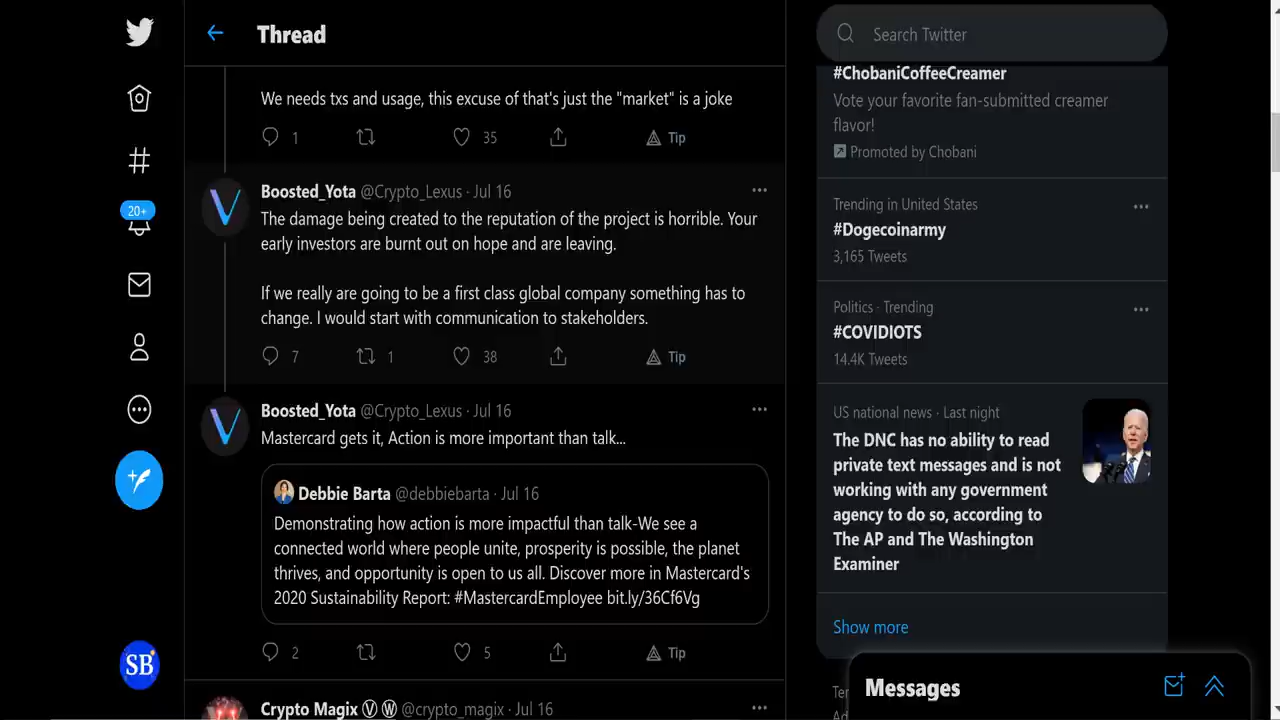 Thread
We needs txs and usage, this excuse of that's just the "market" is a joke
1 35 Tip
Boosted_Yota @Crypto_Lexus · Jul 16
The damage being created to the reputation of the project is horrible. Your
early investors are burnt out on hope and are leaving.
If we really are going to be a first class global company something has to
change. I would start with communication to stakeholders.
7 1 38 Tip
Boosted_Yota @Crypto_Lexus · Jul 16
Mastercard gets it, Action is more important than talk...
Debbie Barta @debbiebarta · Jul 16
Demonstrating how action is more impactful than talk-We see a
connected world where people unite, prosperity is possible, the planet
thrives, and opportunity is open to us all. Discover more in Mastercard's
2020 Sustainability Report: #MastercardEmployee bit.ly/36Cf6Vg
2 5 Tip
Crypto Magix Ⓥ Ⓦ @crypto_magix · Jul 16
20+
SB
Search Twitter
#ChobaniCoffeeCreamer
Vote your favorite fan-submitted creamer
flavor!
Promoted by Chobani
Trending in United States
#Dogecoinarmy
3,165 Tweets
Politics · Trending
#COVIDIOTS
14.4K Tweets
US national news · Last night
The DNC has no ability to read
private text messages and is not
working with any government
agency to do so, according to
The AP and The Washington
Examiner
Show more
Messages